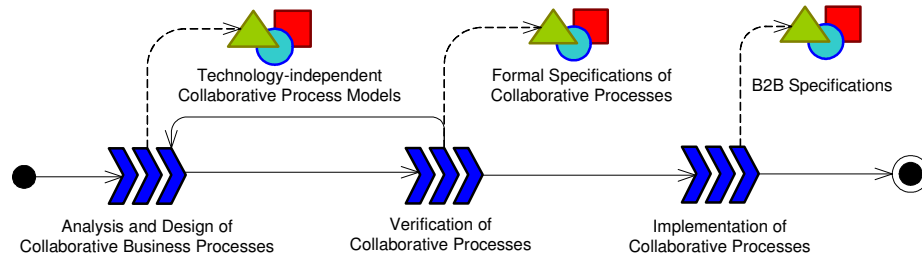 Technology-independent
Collaborative Process Models
Formal Specifications of
Collaborative Processes
B2B Specifications
Analysis and Design of
Collaborative Business Processes
Verification of
Collaborative Processes
Implementation of
Collaborative Processes